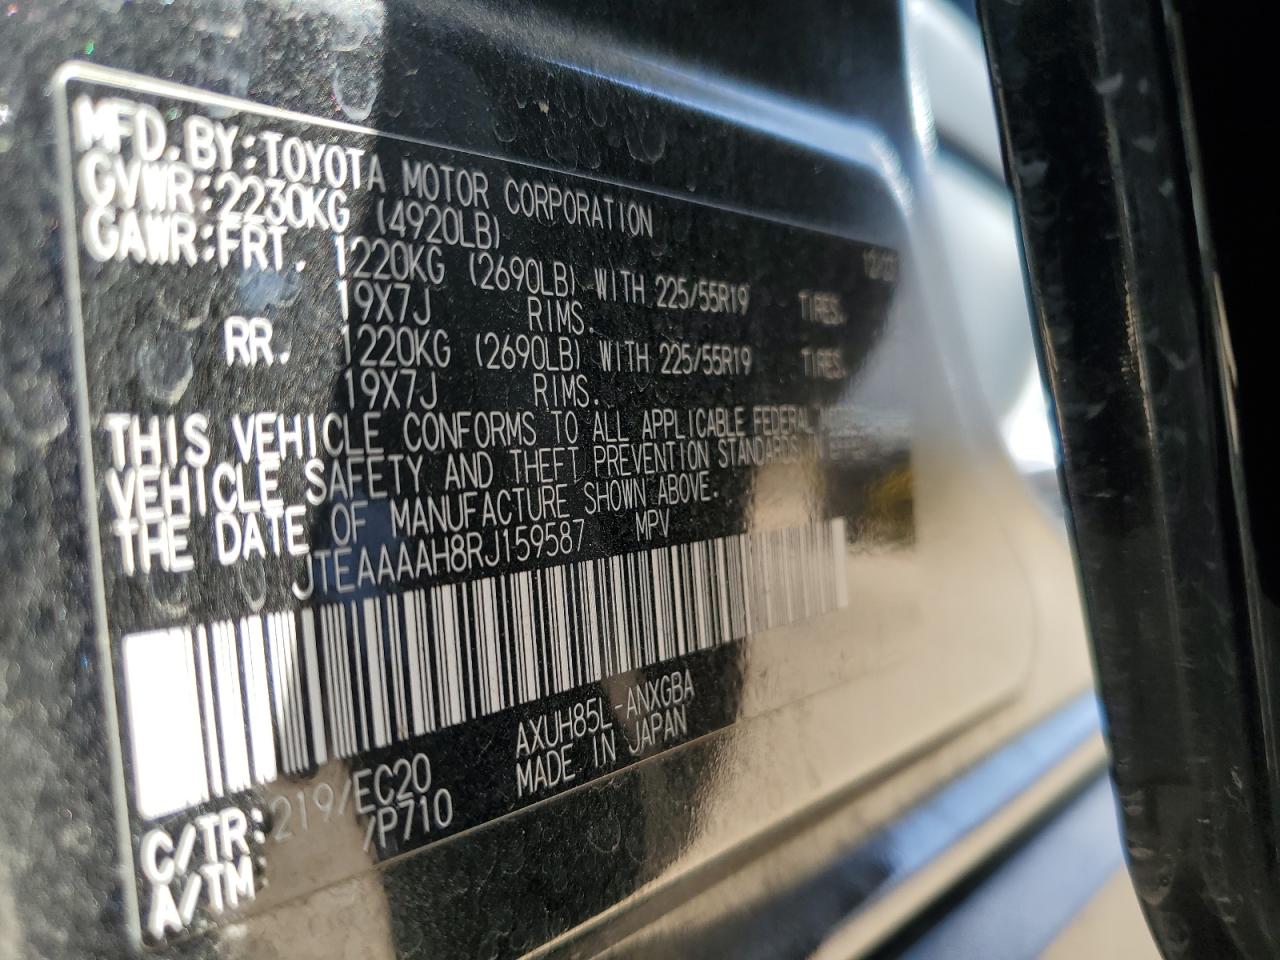 MFD.BY:TOYOTA MOTOR CORPORATION
GVWR:2230KG (4920LB)
GAWR:FRT. 1220KG (2690LB) WITH 225/55R19 TIRES.
19X7J RIMS.
RR. 1220KG (2690LB) WITH 225/55R19 TIRES.
19X7J RIMS.
THIS VEHICLE CONFORMS TO ALL APPLICABLE FEDERAL
VEHICLE SAFETY AND THEFT PREVENTION STANDARDS IN
THE DATE OF MANUFACTURE SHOWN ABOVE.
JTEAAAAH8RJ159587 MPV
C/TR:219/EC20 AXUH85L-ANXGBA
A/TM: /P710 MADE IN JAPAN